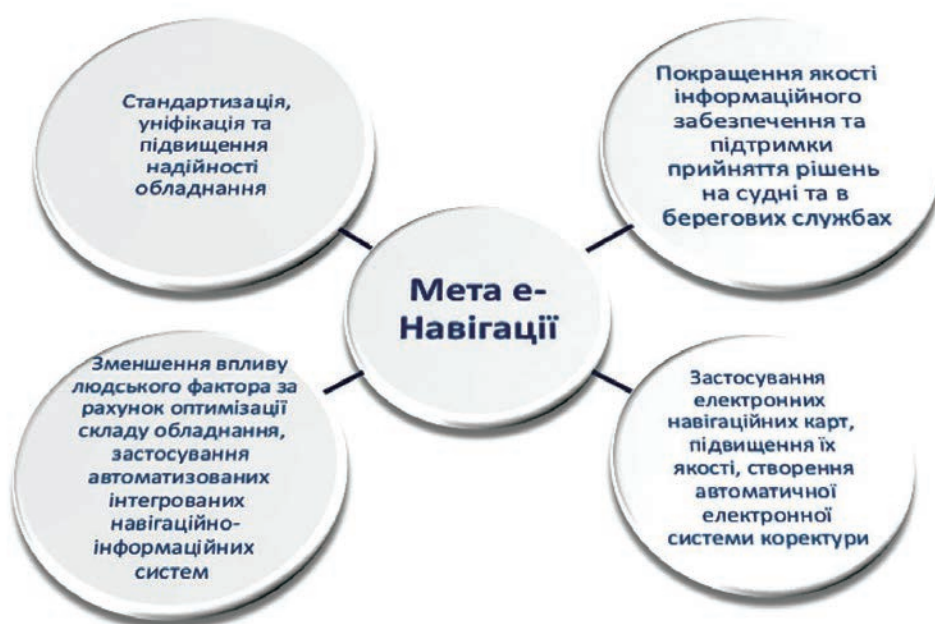 Стандартизація,
уніфікація та
підвищення
надійності
обладнання
Покращення якості
інформаційного
забезпечення та
підтримки
прийняття рішень
на судні та в
берегових службах
Мета е-
Навігації
Зменшення впливу
людського фактора за
рахунок оптимізації
складу обладнання,
застосування
автоматизованих
інтегрованих
навігаційно-
інформаційних
систем
Застосування
електронних
навігаційних карт,
підвищення їх
якості, створення
автоматичної
електронної
системи коректури